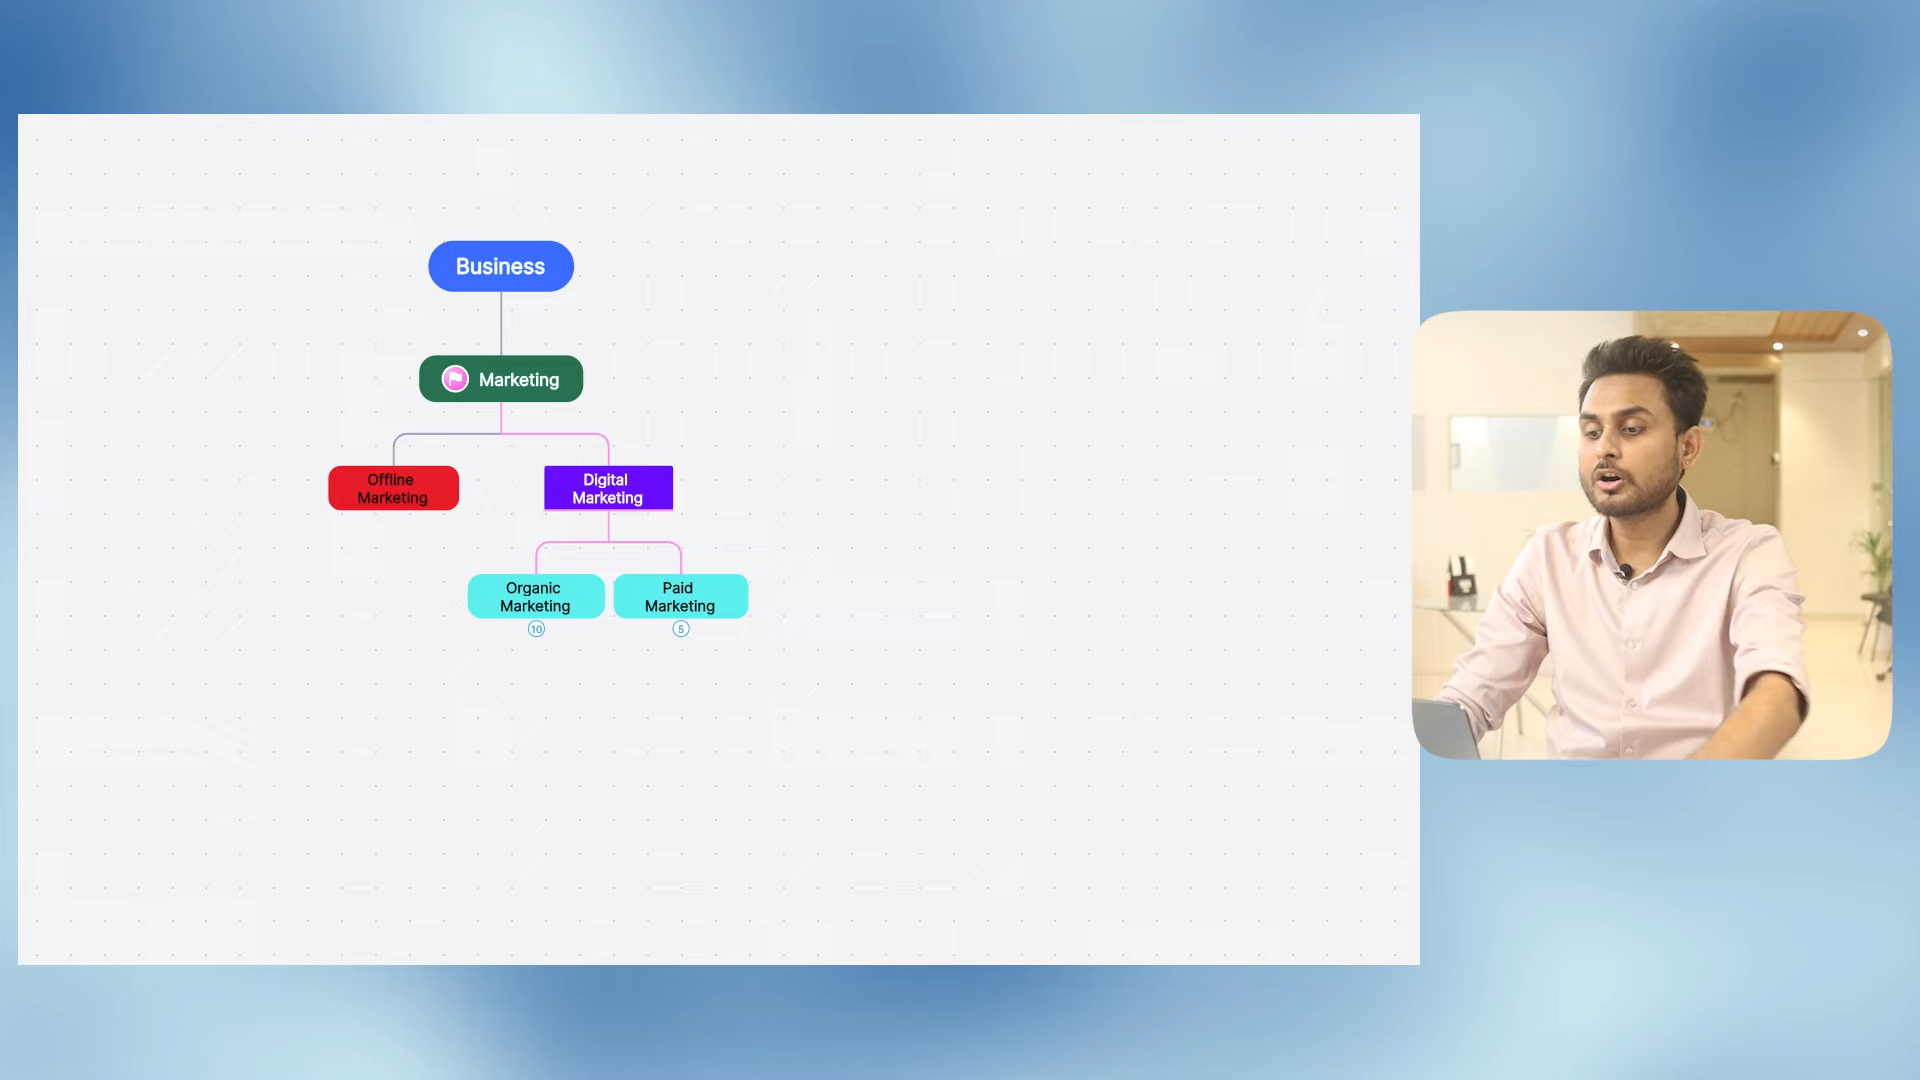 Business
Marketing
Offline
Marketing
Digital
Marketing
Organic
Marketing
Paid
Marketing
10
5